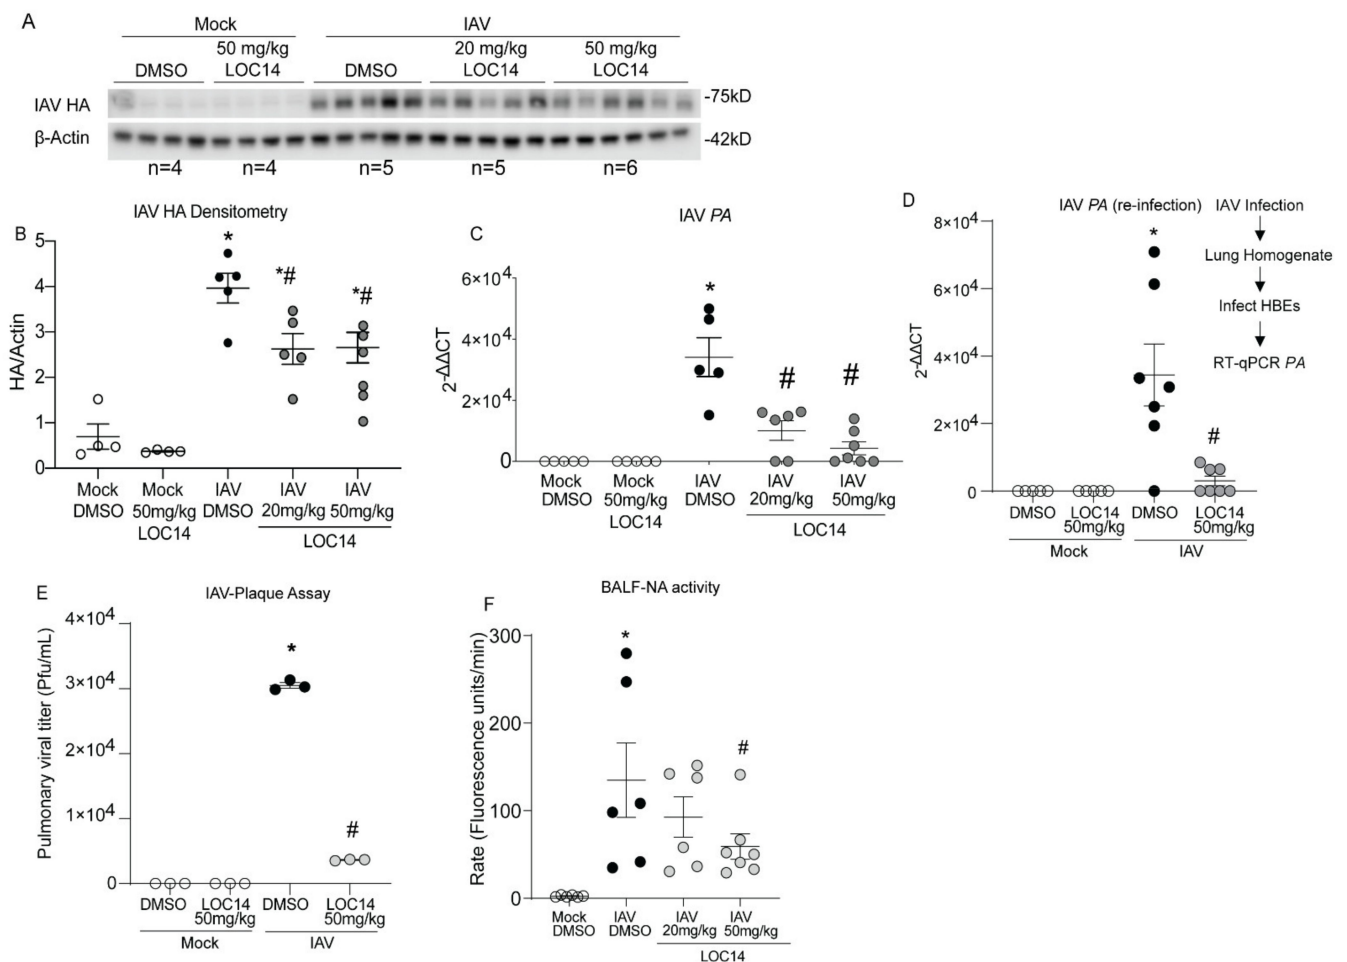 A
Mock
IAV
50 mg/kg
20 mg/kg
50 mg/kg
DMSO
LOC14
DMSO
LOC14
LOC14
IAV HA
-75kD
β-Actin
-42kD
n=4
n=4
n=5
n=5
n=6
B
IAV HA Densitometry
HA/Actin
5
4
3
2
1
0
*
*#
*#
Mock
DMSO
Mock
50mg/kg
LOC14
IAV
DMSO
IAV
20mg/kg
IAV
50mg/kg
LOC14
C
IAV PA
2-ΔΔCT
6×10⁴
4×10⁴
2×10⁴
0
*
#
#
Mock
DMSO
Mock
50mg/kg
LOC14
IAV
DMSO
IAV
20mg/kg
IAV
50mg/kg
LOC14
D
IAV PA (re-infection)
2-ΔΔCT
8×10⁴
6×10⁴
4×10⁴
2×10⁴
0
*
#
DMSO
LOC14
50mg/kg
DMSO
LOC14
50mg/kg
Mock
IAV
IAV Infection
Lung Homogenate
Infect HBEs
RT-qPCR PA
E
IAV-Plaque Assay
Pulmonary viral titer (Pfu/mL)
4×10⁴
3×10⁴
2×10⁴
1×10⁴
0
*
#
DMSO
LOC14
50mg/kg
DMSO
LOC14
50mg/kg
Mock
IAV
F
BALF-NA activity
Rate (Fluorescence units/min)
300
200
100
0
*
#
Mock
DMSO
IAV
DMSO
IAV
20mg/kg
IAV
50mg/kg
LOC14